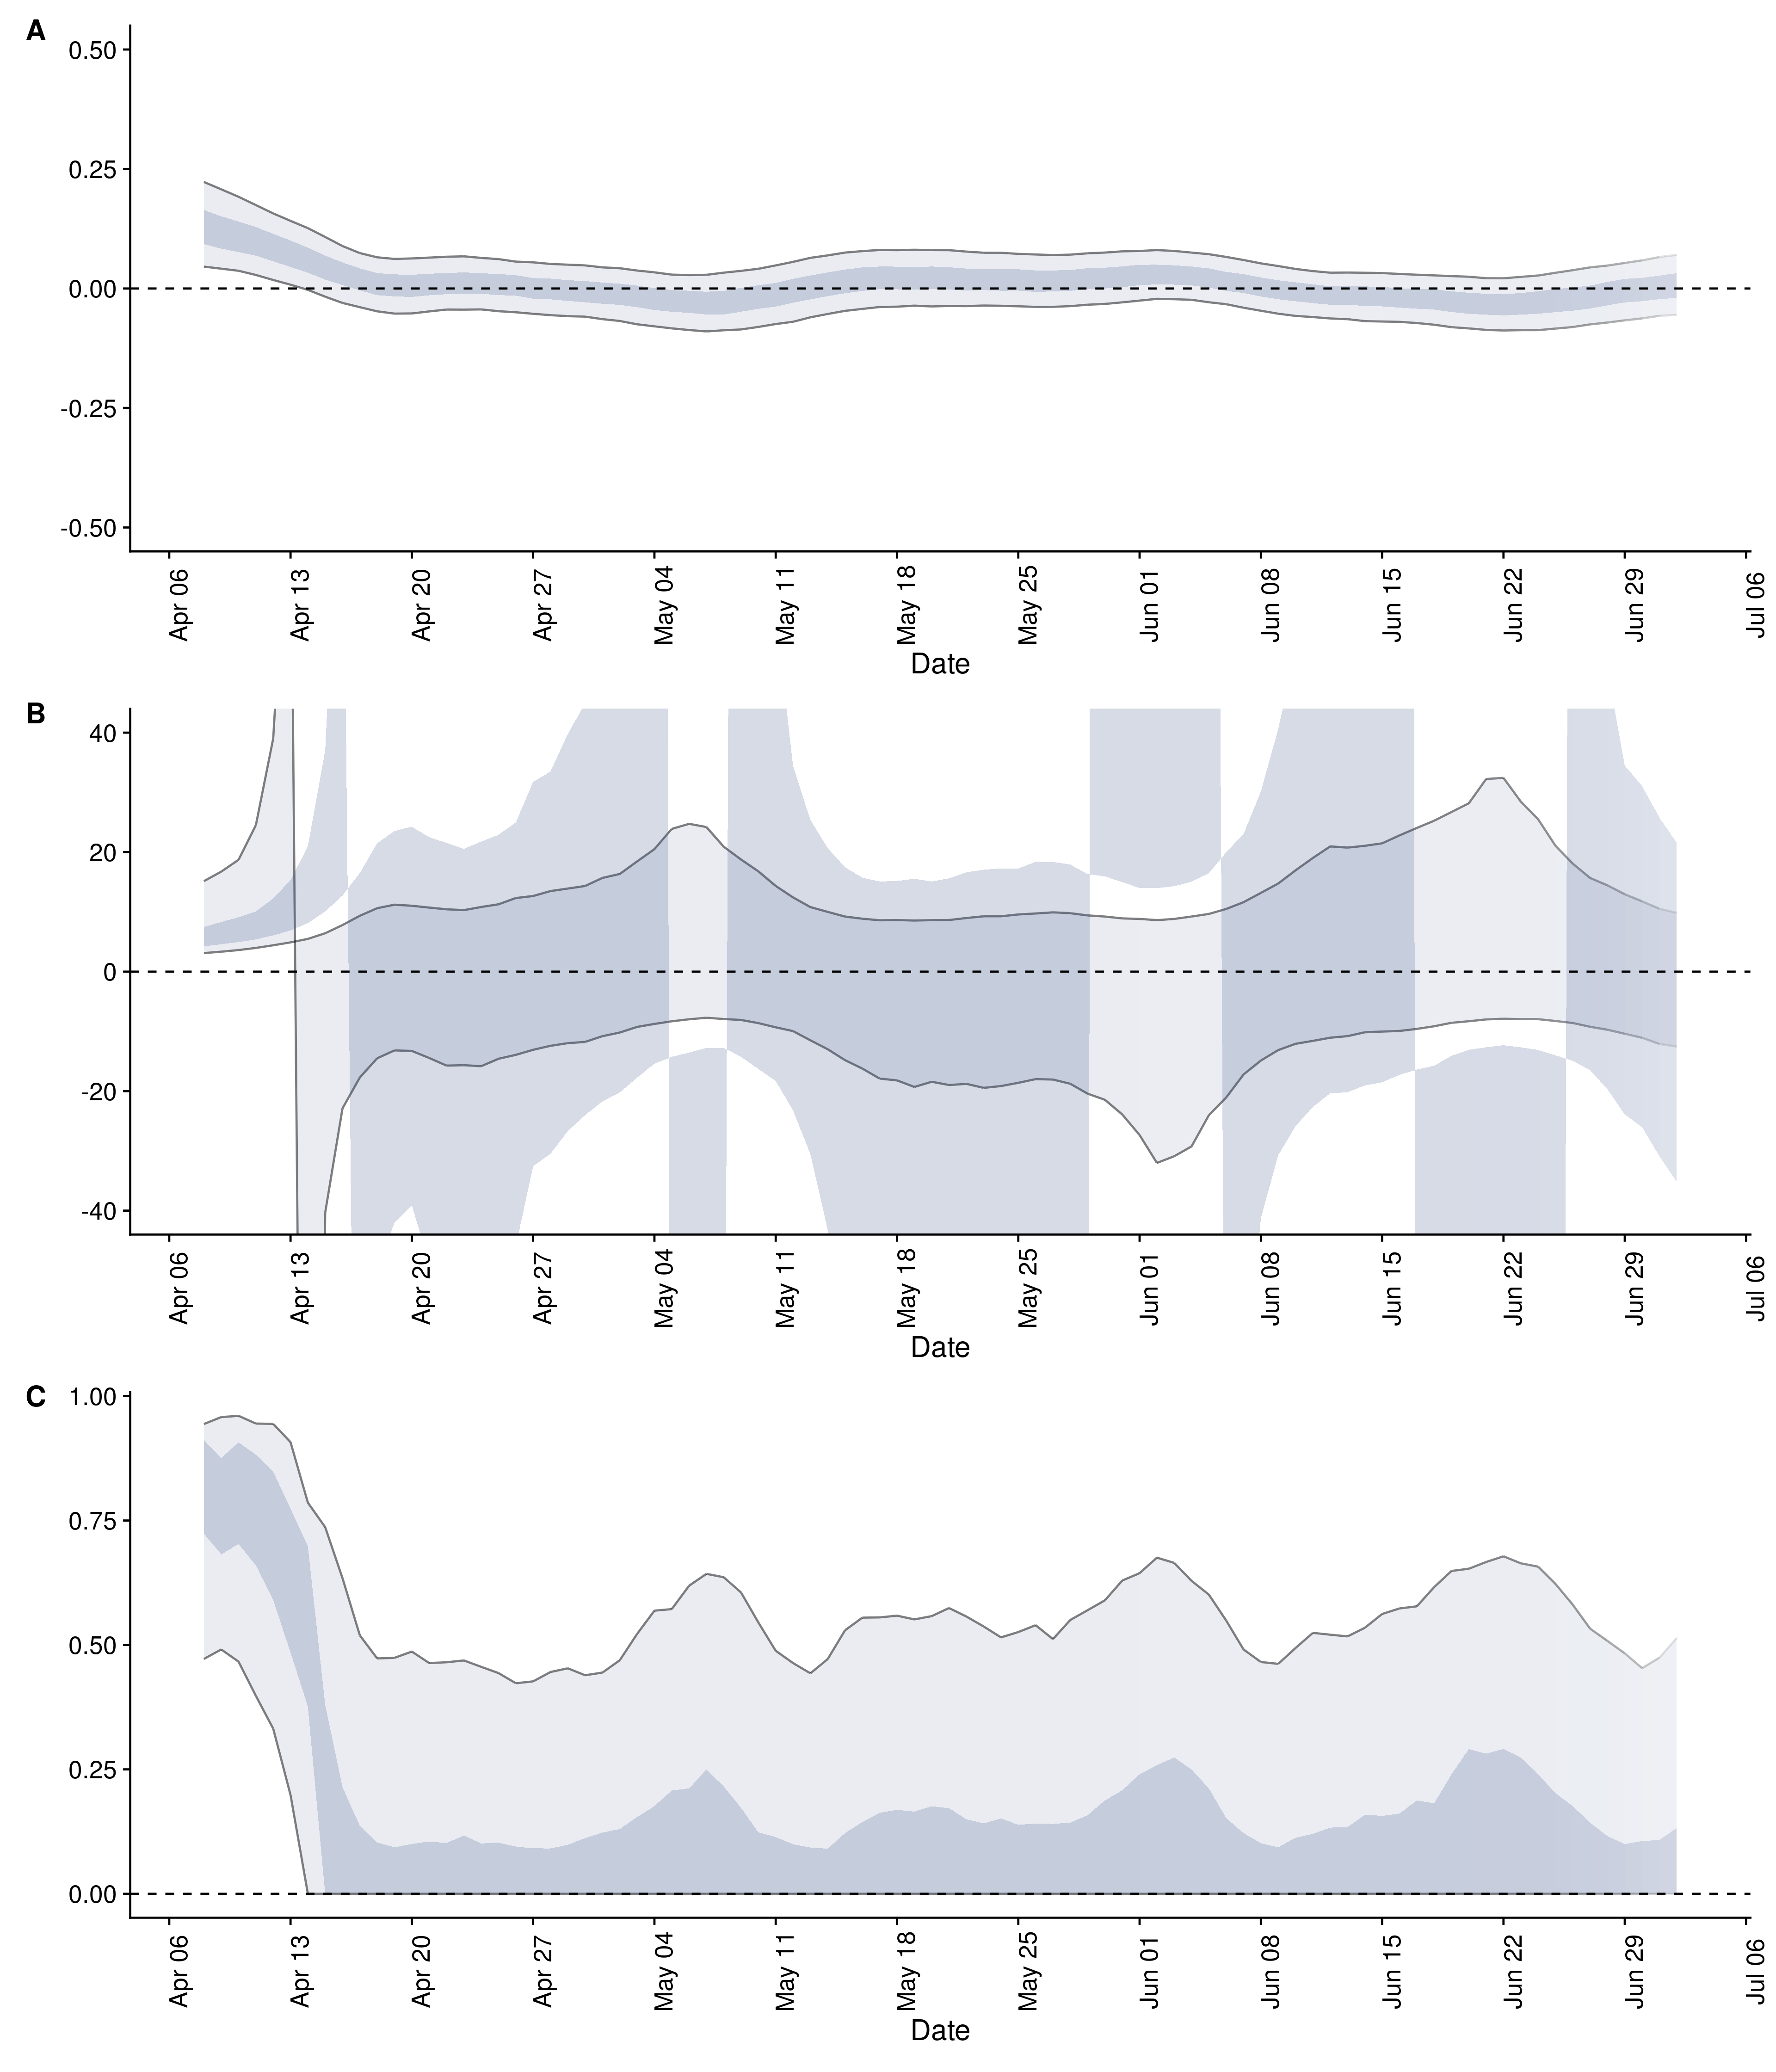 A
0.50
0.25
0.00
-0.25
-0.50
Apr 06
Apr 13
Apr 20
Apr 27
May 04
May 11
May 18
May 25
Jun 01
Jun 08
Jun 15
Jun 22
Jun 29
Jul 06
Date
B
40
20
0
-20
-40
Apr 06
Apr 13
Apr 20
Apr 27
May 04
May 11
May 18
May 25
Jun 01
Jun 08
Jun 15
Jun 22
Jun 29
Jul 06
Date
C
1.00
0.75
0.50
0.25
0.00
Apr 06
Apr 13
Apr 20
Apr 27
May 04
May 11
May 18
May 25
Jun 01
Jun 08
Jun 15
Jun 22
Jun 29
Jul 06
Date